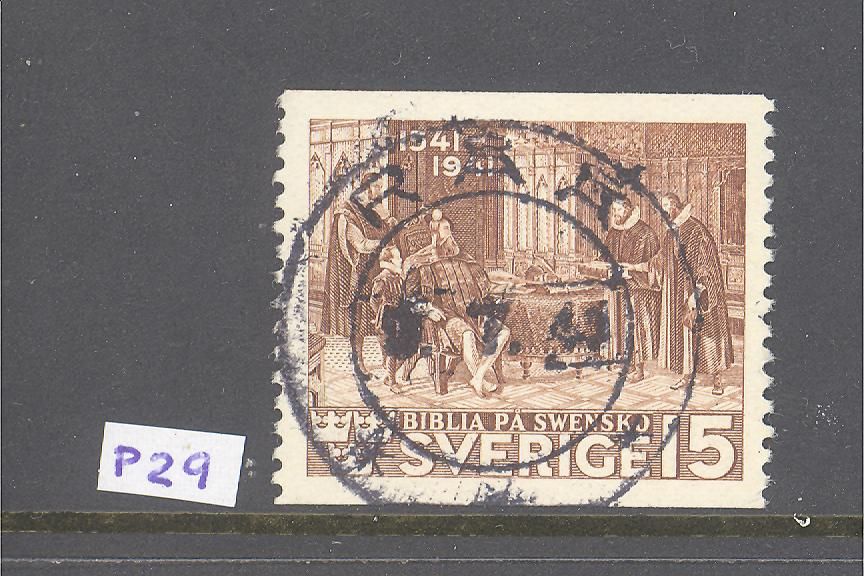 1541
1941
BIBLIA PÅ SWENSKO
SVERIGE 15
P29